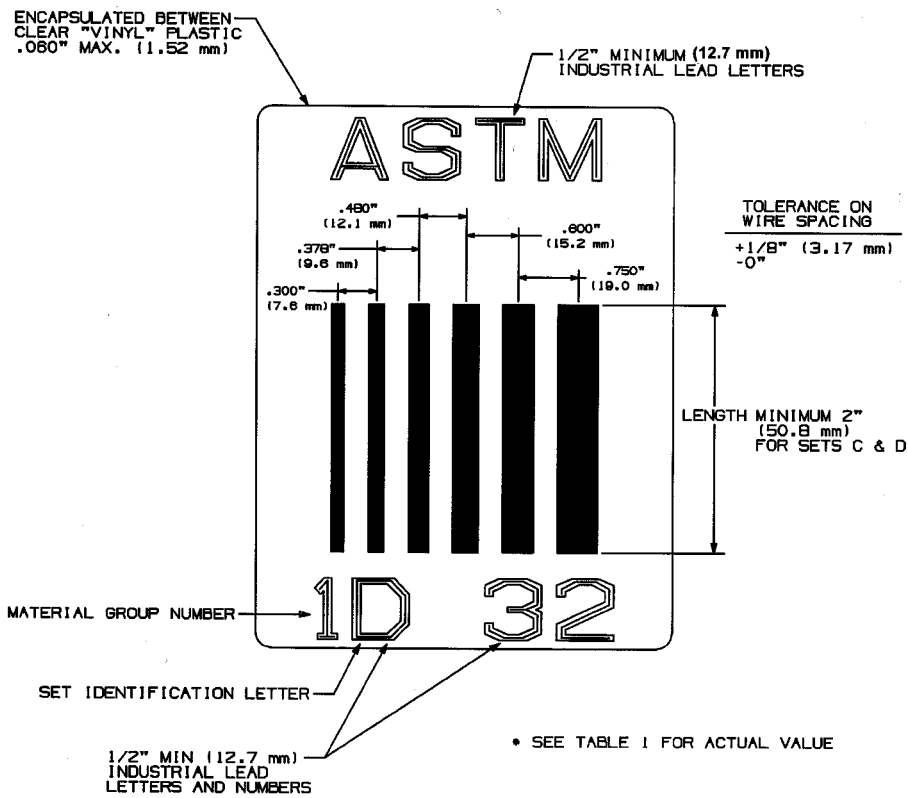 ENCAPSULATED BETWEEN
CLEAR "VINYL" PLASTIC
.060" MAX. (1.52 mm)
1/2" MINIMUM (12.7 mm)
INDUSTRIAL LEAD LETTERS
ASTM
.480"
(12.1 mm)
.600"
(15.2 mm)
TOLERANCE ON
WIRE SPACING
+1/8" (3.17 mm)
-0"
.378"
(9.6 mm)
.750"
(19.0 mm)
.300"
(7.6 mm)
LENGTH MINIMUM 2"
(50.8 mm)
FOR SETS C & D
MATERIAL GROUP NUMBER
1D 32
SET IDENTIFICATION LETTER
1/2" MIN (12.7 mm)
INDUSTRIAL LEAD
LETTERS AND NUMBERS
* SEE TABLE 1 FOR ACTUAL VALUE